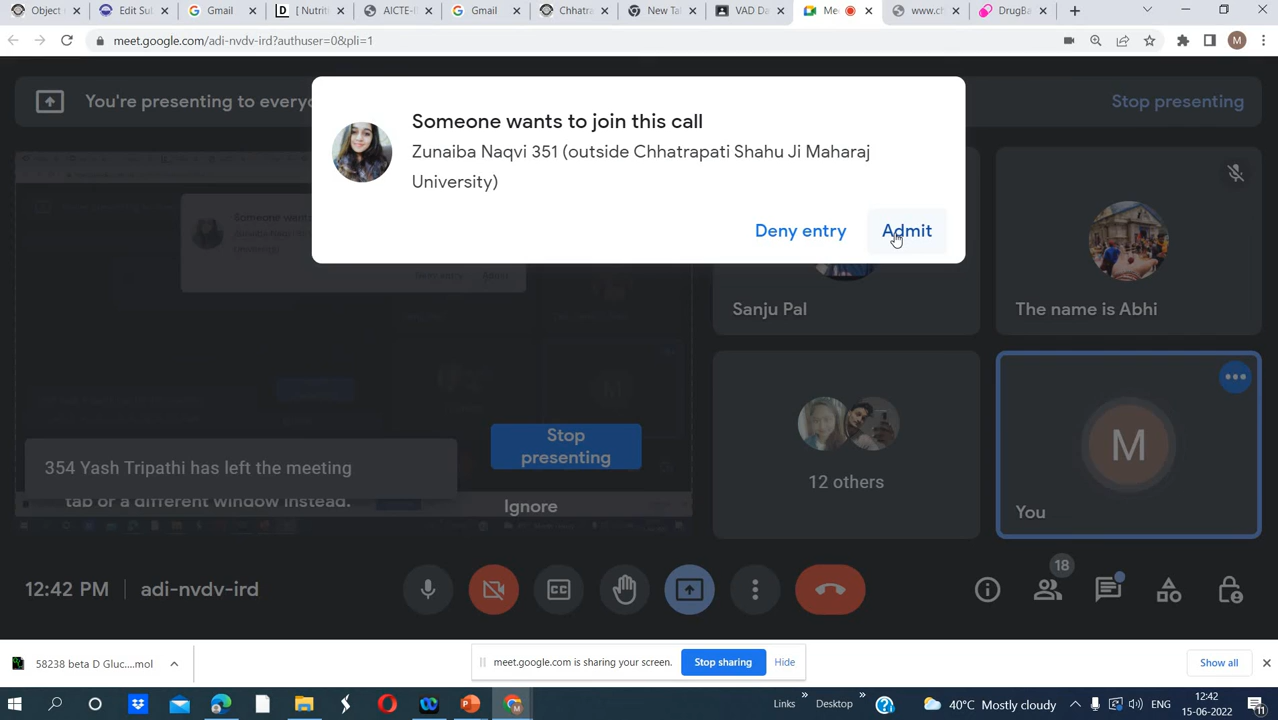 Object
Edit Sul
Gmail
[ Nutriti
AICTE-I
Gmail
Chhatra
New Tal
VAD Da
Me
www.ch
DrugBa
meet.google.com/adi-nvdv-ird?authuser=0&pli=1
M
You're presenting to everyo
Stop presenting
Someone wants to join this call
Zunaiba Naqvi 351 (outside Chhatrapati Shahu Ji Maharaj
University)
Deny entry
Admit
Sanju Pal
The name is Abhi
354 Yash Tripathi has left the meeting
Stop
presenting
tab or a different window instead.
Ignore
12 others
M
You
12:42 PM | adi-nvdv-ird
18
58238 beta D Gluc....mol
meet.google.com is sharing your screen.
Stop sharing
Hide
Show all
Links
Desktop
40°C Mostly cloudy
ENG
12:42
15-06-2022
11